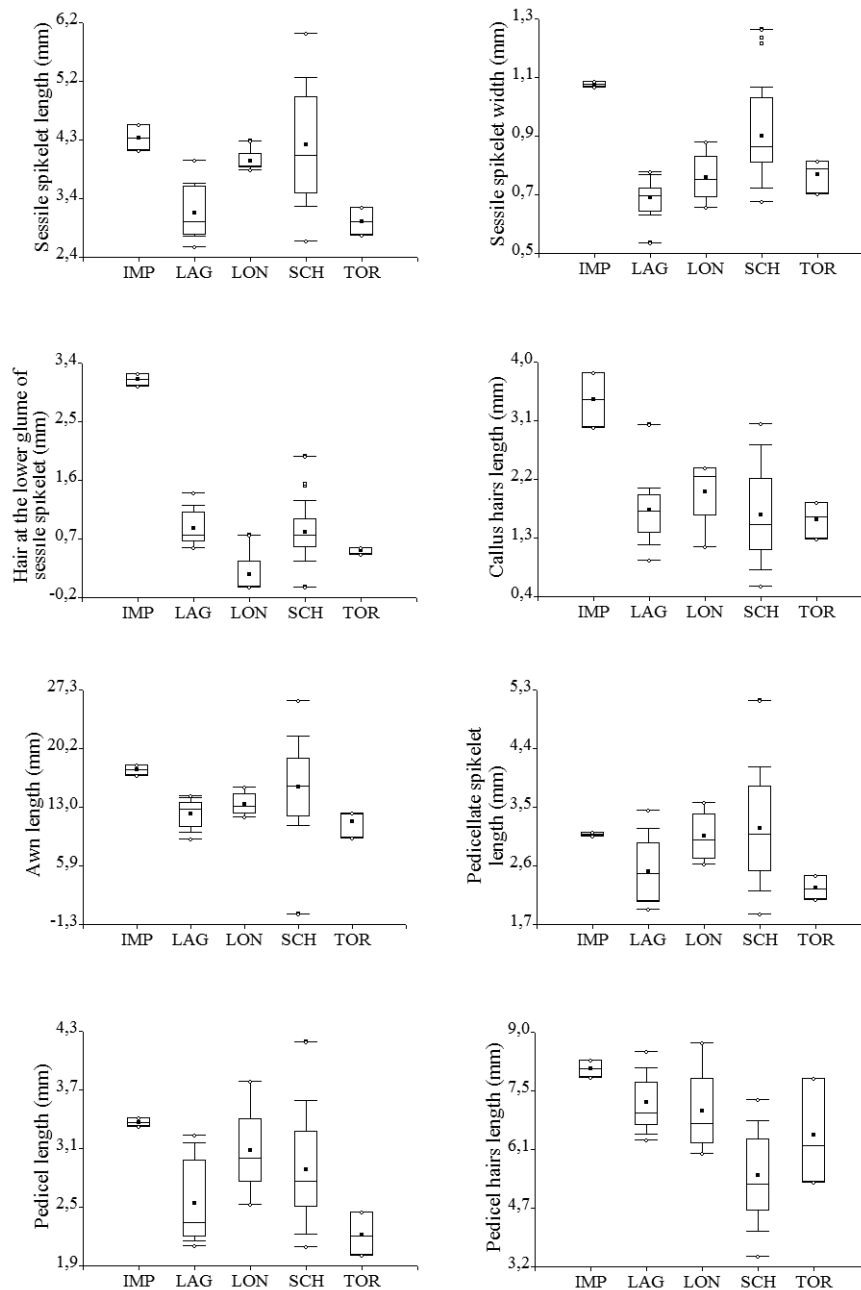 Sessile spikelet length (mm)
6,2
5,2
4,3
3,4
2,4
IMP LAG LON SCH TOR
Sessile spikelet width (mm)
1,3
1,1
0,9
0,7
0,5
IMP LAG LON SCH TOR
Hair at the lower glume of
sessile spikelet (mm)
3,4
2,5
1,6
0,7
-0,2
IMP LAG LON SCH TOR
Callus hairs length (mm)
4,0
3,1
2,2
1,3
0,4
IMP LAG LON SCH TOR
Awn length (mm)
27,3
20,2
13,0
5,9
-1,3
IMP LAG LON SCH TOR
Pedicellate spikelet
length (mm)
5,3
4,4
3,5
2,6
1,7
IMP LAG LON SCH TOR
Pedicel length (mm)
4,3
3,7
3,1
2,5
1,9
IMP LAG LON SCH TOR
Pedicel hairs length (mm)
9,0
7,5
6,1
4,7
3,2
IMP LAG LON SCH TOR